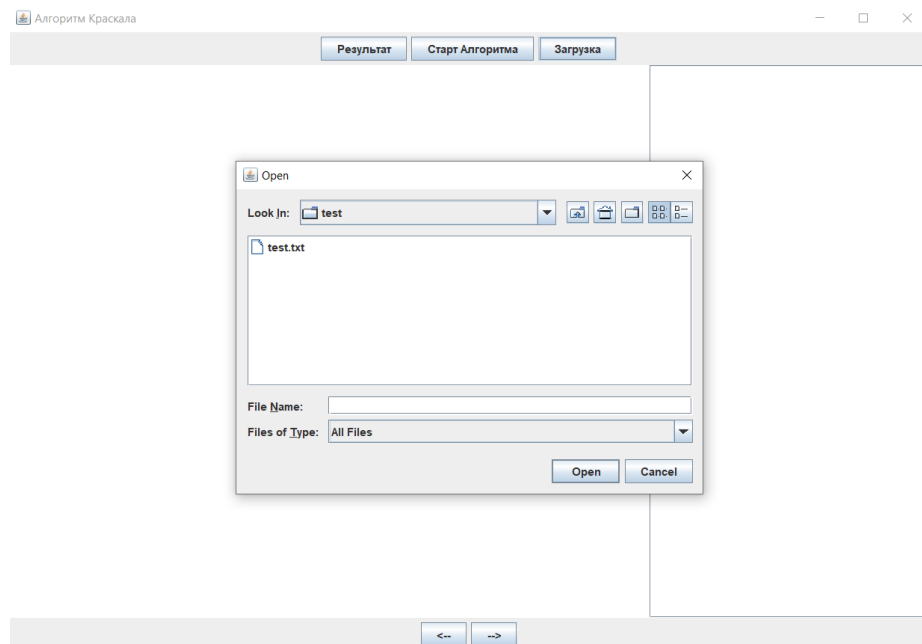 Алгоритм Краскала
Результат Старт Алгоритма Загрузка
Open
Look In: test
test.txt
File Name:
Files of Type: All Files
Open Cancel
<-- -->